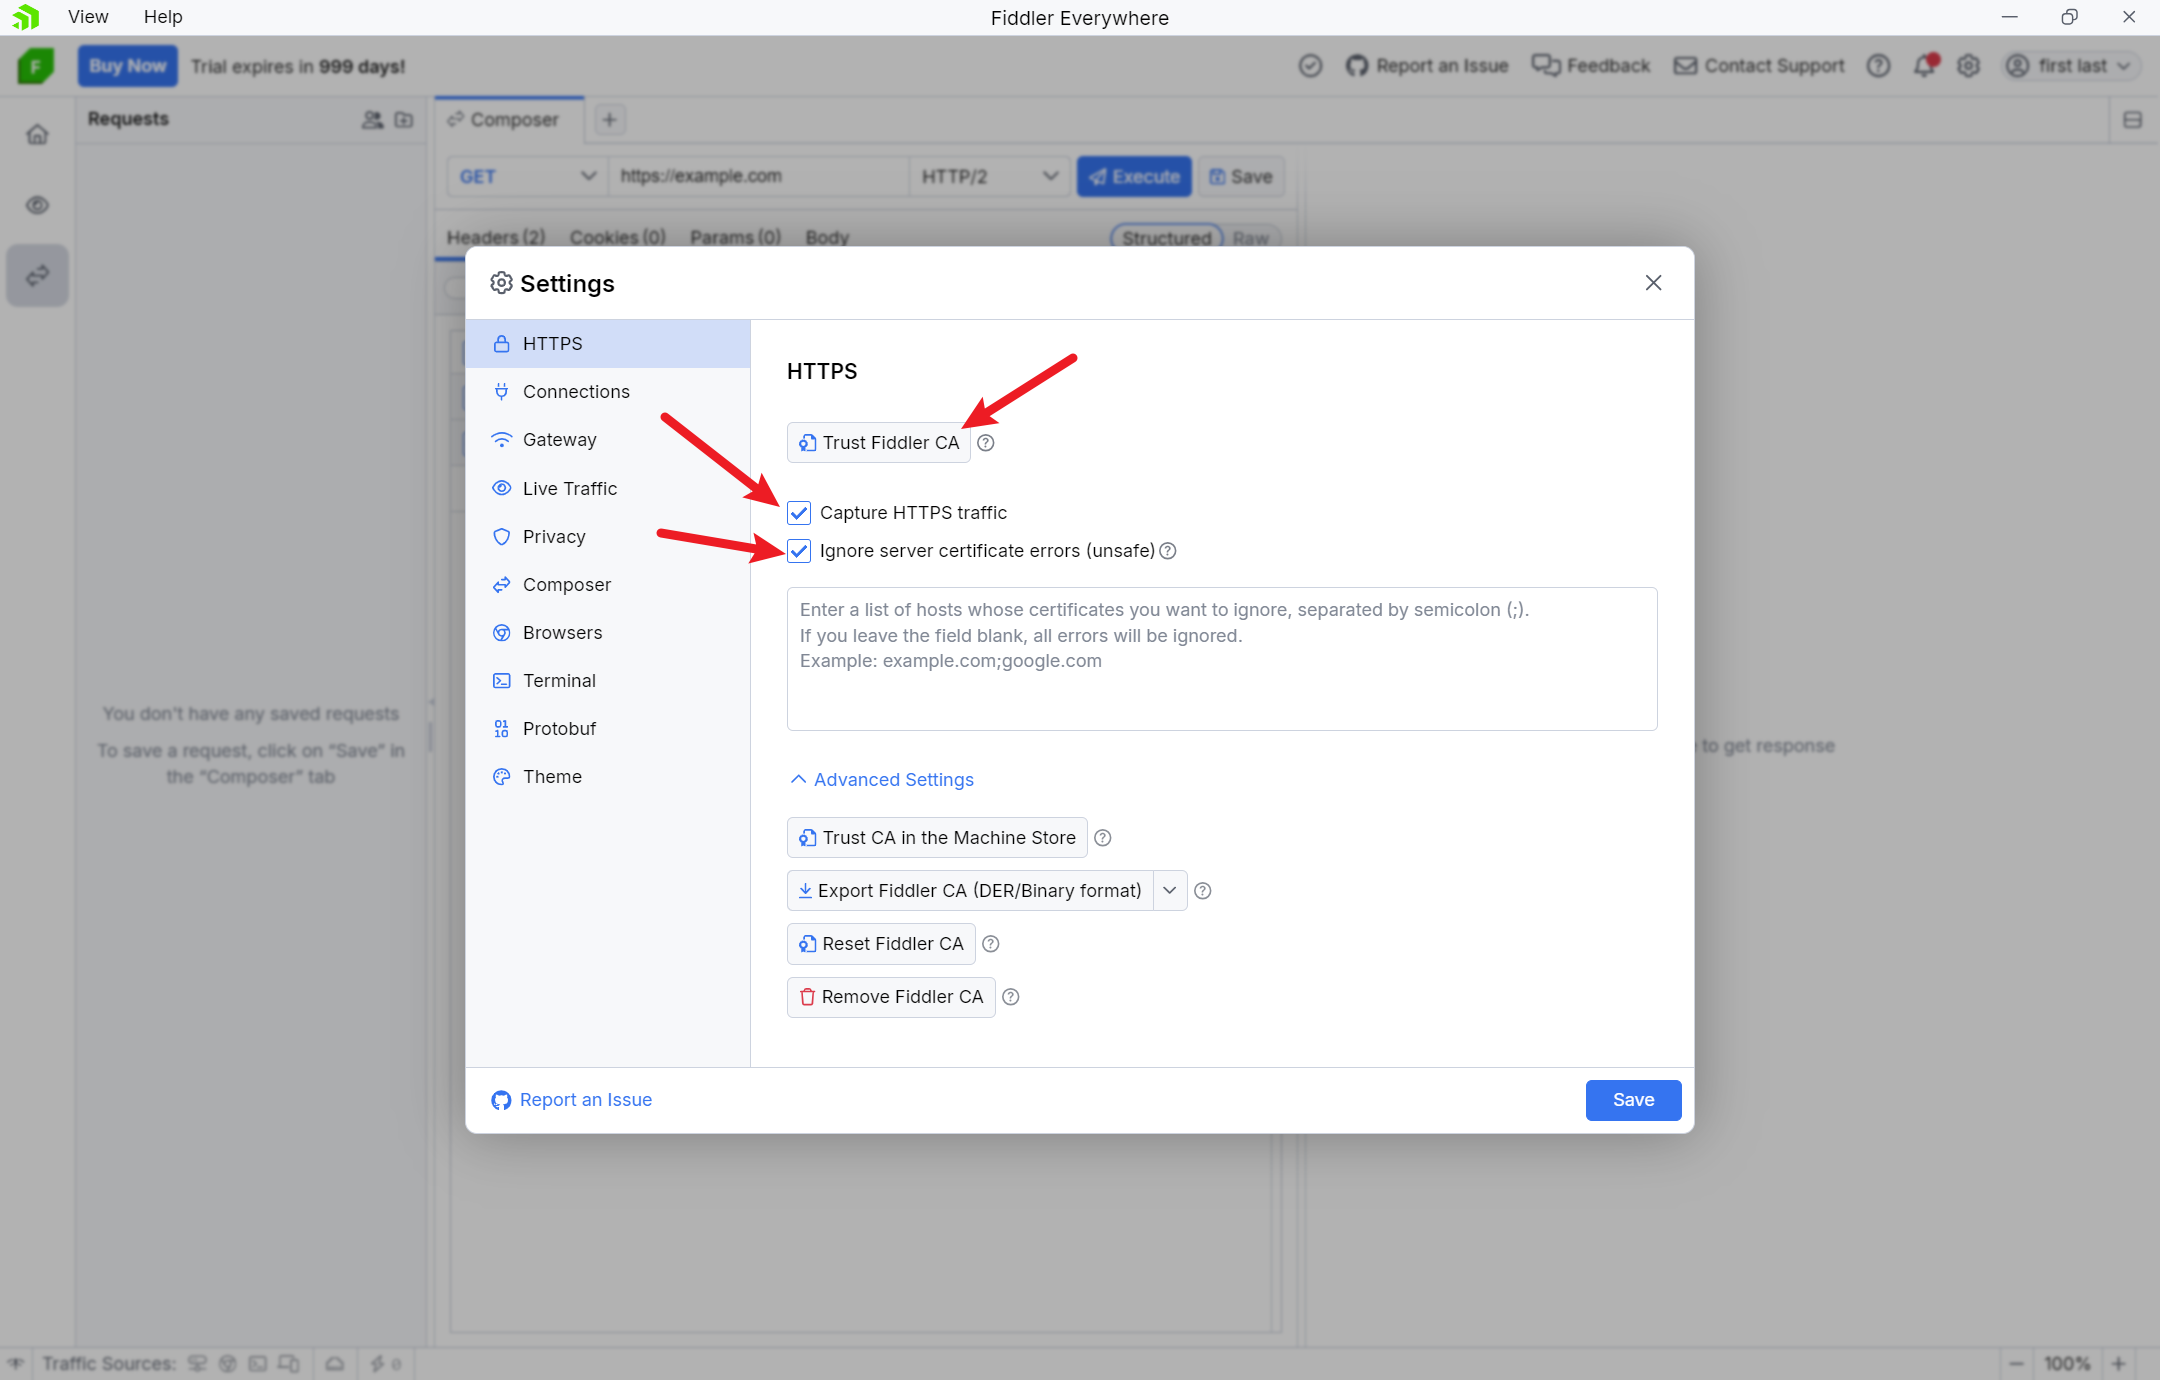 View Help Fiddler Everywhere
F Buy Now Trial expires in 999 days! Report an Issue Feedback Contact Support first last
Requests Composer
GET https://example.com HTTP/2 Execute Save
Headers (2) Cookies (0) Params (0) Body Structured Raw
Settings
HTTPS
Connections
Gateway
Live Traffic
Privacy
Composer
Browsers
Terminal
Protobuf
Theme
HTTPS
Trust Fiddler CA
Capture HTTPS traffic
Ignore server certificate errors (unsafe)
Enter a list of hosts whose certificates you want to ignore, separated by semicolon (;).
If you leave the field blank, all errors will be ignored.
Example: example.com;google.com
Advanced Settings
Trust CA in the Machine Store
Export Fiddler CA (DER/Binary format)
Reset Fiddler CA
Remove Fiddler CA
Report an Issue Save
You don't have any saved requests
To save a request, click on “Save” in
the “Composer” tab
to get response
Traffic Sources: 0 100%